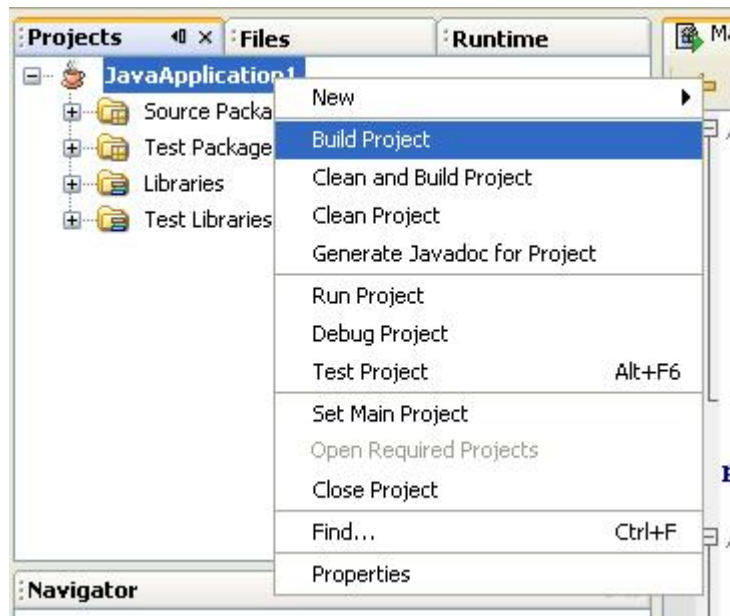 Projects
Files
Runtime
Ma
JavaApplication1
Source Packa
Test Package
Libraries
Test Libraries
New
Build Project
Clean and Build Project
Clean Project
Generate Javadoc for Project
Run Project
Debug Project
Test Project Alt+F6
Set Main Project
Open Required Projects
Close Project
Find... Ctrl+F
Properties
Navigator